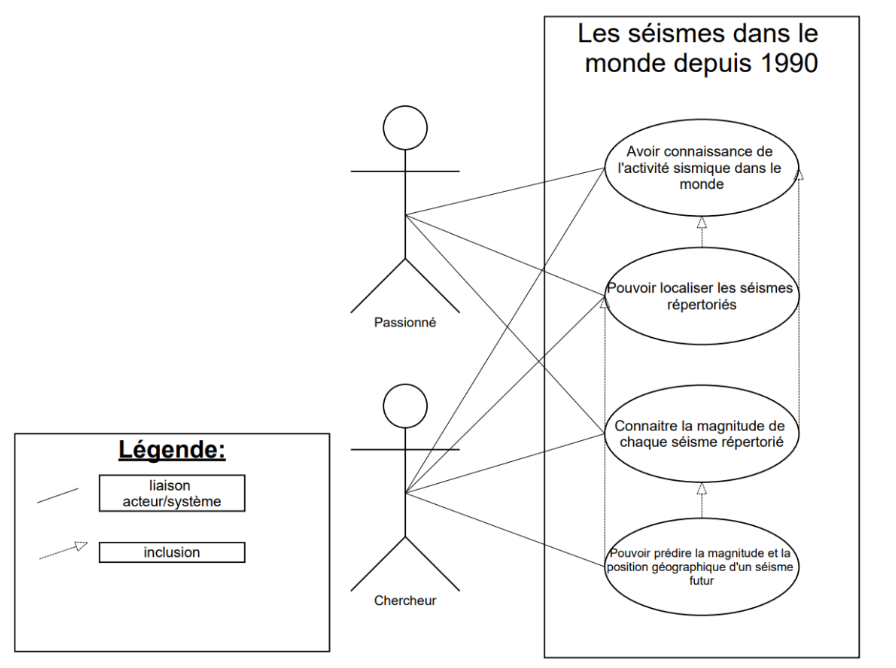 Les séismes dans le
monde depuis 1990
Avoir connaissance de
l'activité sismique dans le
monde
Pouvoir localiser les séismes
répertoriés
Passionné
Connaitre la magnitude de
chaque séisme répertorié
Pouvoir prédire la magnitude et la
position géographique d'un séisme
futur
Chercheur
Légende:
liaison
acteur/système
inclusion